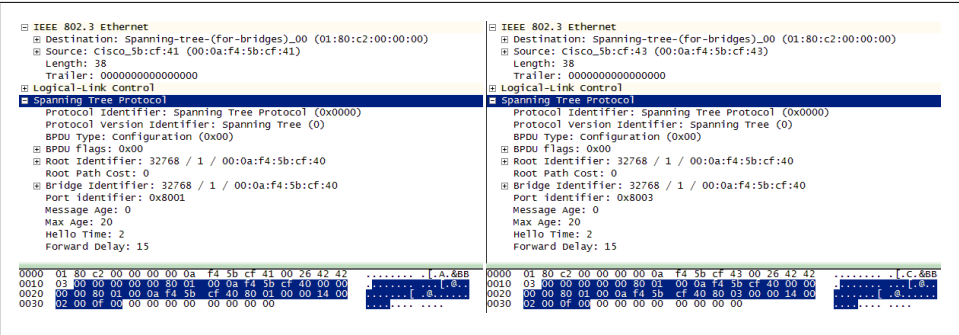 IEEE 802.3 Ethernet
Destination: Spanning-tree-(for-bridges)_00 (01:80:c2:00:00:00)
Source: Cisco_5b:cf:41 (00:0a:f4:5b:cf:41)
Length: 38
Trailer: 0000000000000000
Logical-Link Control
Spanning Tree Protocol
Protocol Identifier: Spanning Tree Protocol (0x0000)
Protocol Version Identifier: Spanning Tree (0)
BPDU Type: Configuration (0x00)
BPDU flags: 0x00
Root Identifier: 32768 / 1 / 00:0a:f4:5b:cf:40
Root Path Cost: 0
Bridge Identifier: 32768 / 1 / 00:0a:f4:5b:cf:40
Port identifier: 0x8001
Message Age: 0
Max Age: 20
Hello Time: 2
Forward Delay: 15
0000 01 80 c2 00 00 00 00 0a f4 5b cf 41 00 26 42 42 ........ .[.A.&BB
0010 03 00 00 00 00 00 80 01 00 0a f4 5b cf 40 00 00 ........ ...[.@..
0020 00 00 80 01 00 0a f4 5b cf 40 80 01 00 00 14 00 .......[ .@......
0030 02 00 0f 00 00 00 00 00 00 00 00 00 ........ ....
IEEE 802.3 Ethernet
Destination: Spanning-tree-(for-bridges)_00 (01:80:c2:00:00:00)
Source: Cisco_5b:cf:43 (00:0a:f4:5b:cf:43)
Length: 38
Trailer: 0000000000000000
Logical-Link Control
Spanning Tree Protocol
Protocol Identifier: Spanning Tree Protocol (0x0000)
Protocol Version Identifier: Spanning Tree (0)
BPDU Type: Configuration (0x00)
BPDU flags: 0x00
Root Identifier: 32768 / 1 / 00:0a:f4:5b:cf:40
Root Path Cost: 0
Bridge Identifier: 32768 / 1 / 00:0a:f4:5b:cf:40
Port identifier: 0x8003
Message Age: 0
Max Age: 20
Hello Time: 2
Forward Delay: 15
0000 01 80 c2 00 00 00 00 0a f4 5b cf 43 00 26 42 42 ........ .[.C.&BB
0010 03 00 00 00 00 00 80 01 00 0a f4 5b cf 40 00 00 ........ ...[.@..
0020 00 00 80 01 00 0a f4 5b cf 40 80 03 00 00 14 00 .......[ .@......
0030 02 00 0f 00 00 00 00 00 00 00 00 00 ........ ....